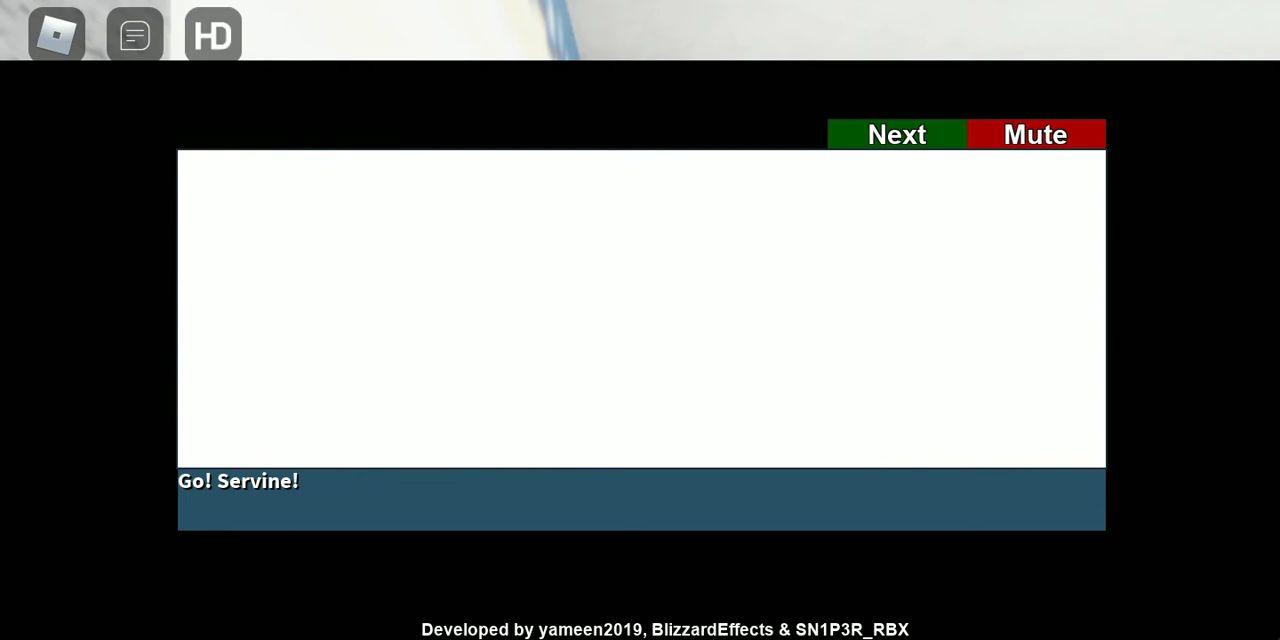 HD
Next Mute
Go! Servine!
Developed by yameen2019, BlizzardEffects & SN1P3R_RBX